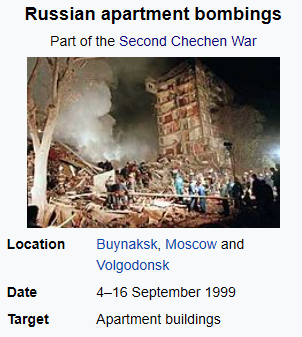 Russian apartment bombings
Part of the Second Chechen War
Location Buynaksk, Moscow and
Volgodonsk
Date 4–16 September 1999
Target Apartment buildings